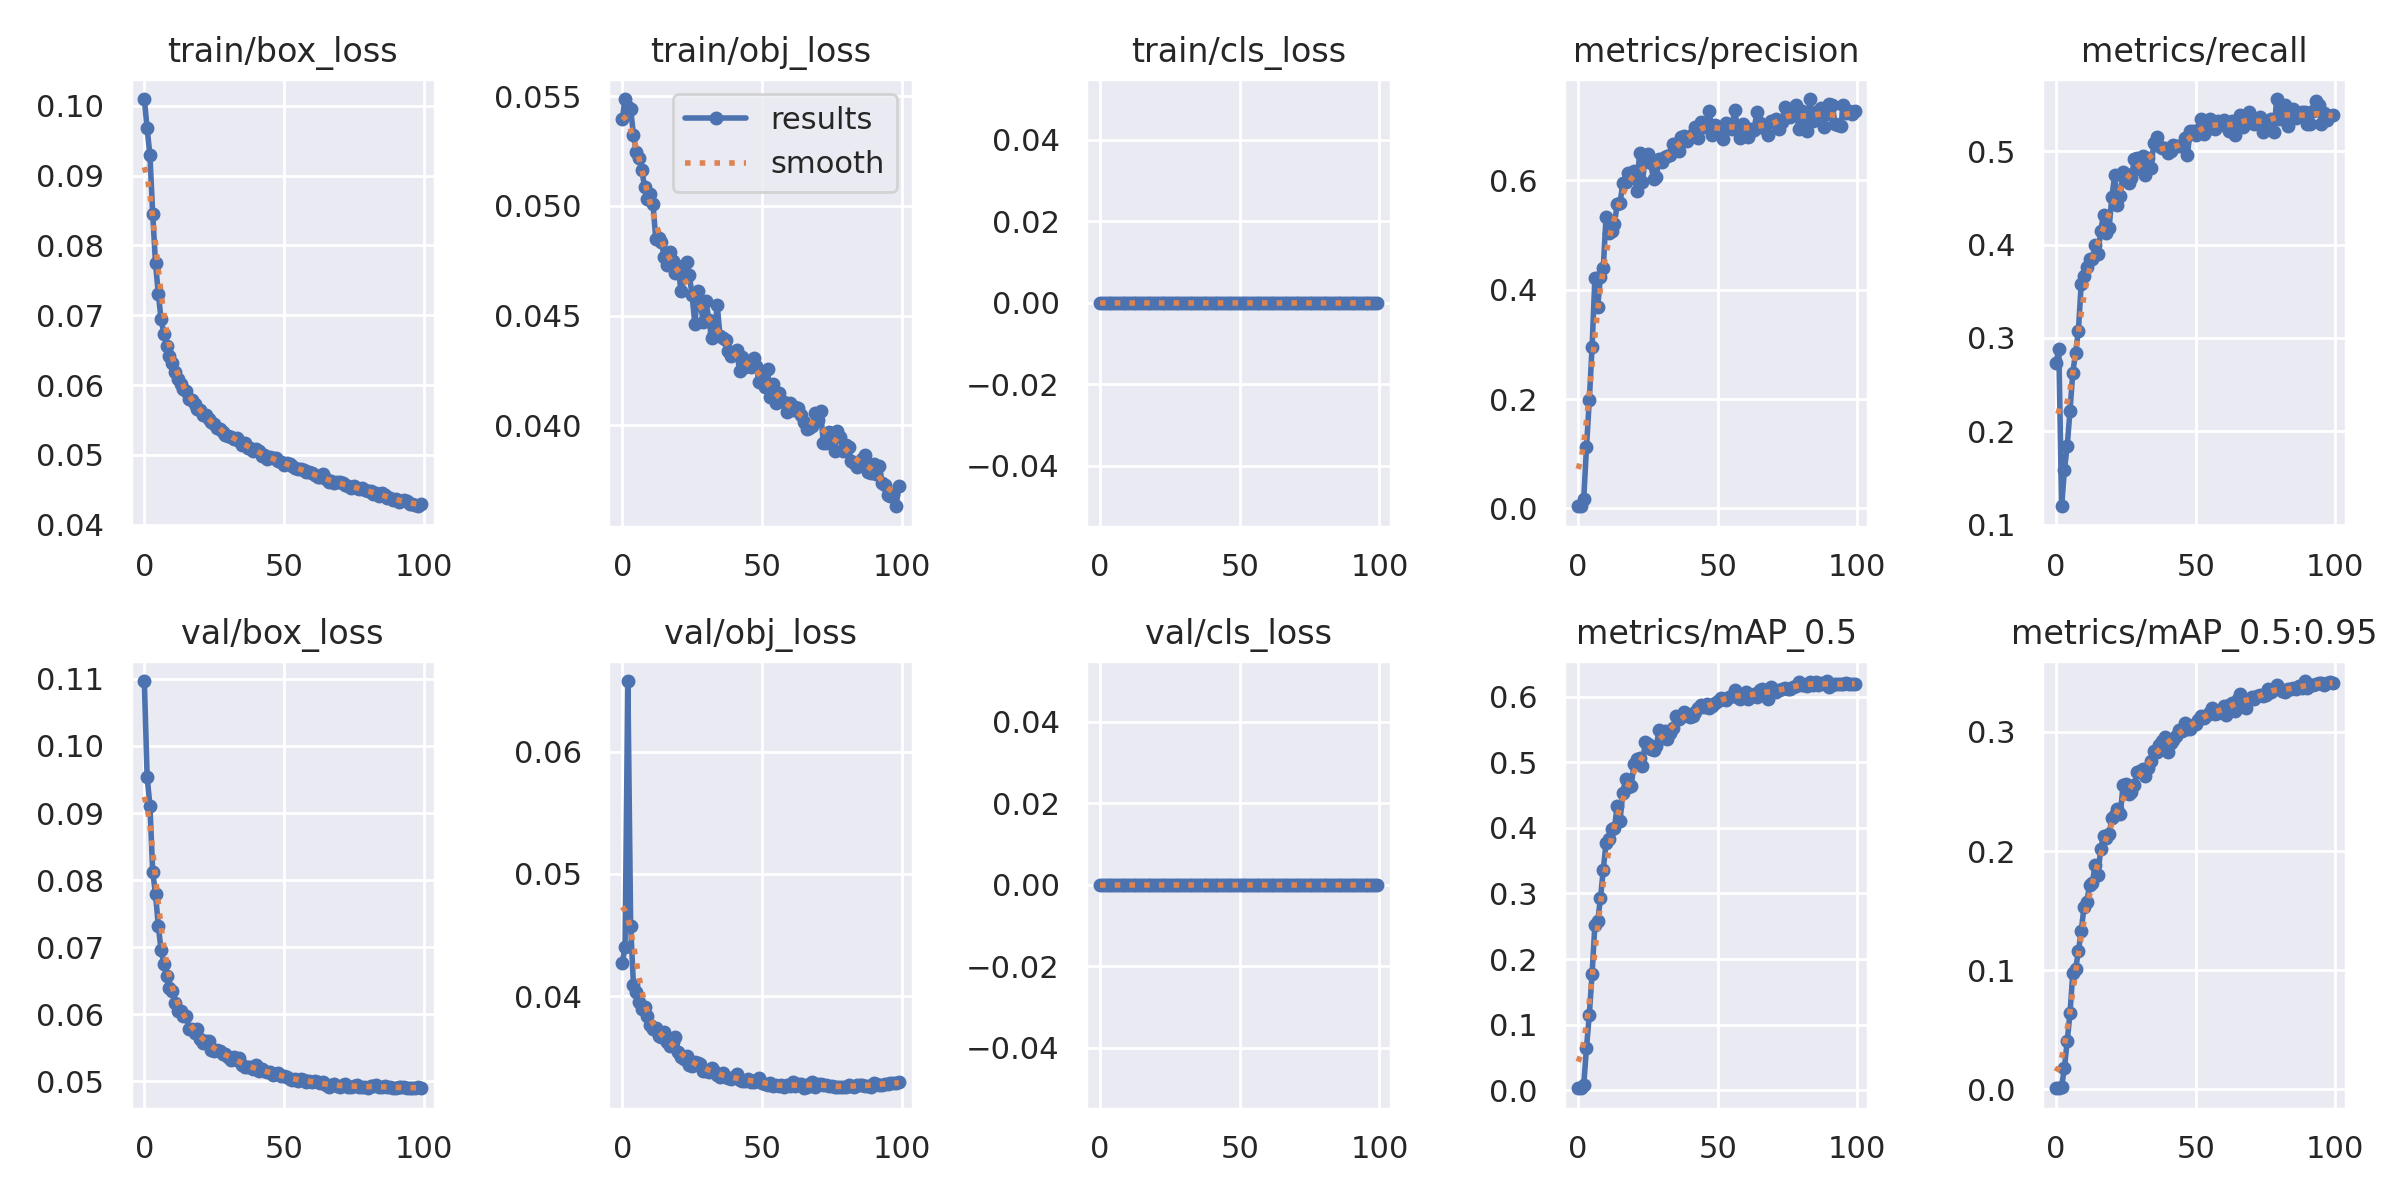 train/box_loss
train/obj_loss
train/cls_loss
metrics/precision
metrics/recall
0.10
0.09
0.08
0.07
0.06
0.05
0.04
0 50 100
0.055
0.050
0.045
0.040
results
smooth
0 50 100
0.04
0.02
0.00
−0.02
−0.04
0 50 100
0.6
0.4
0.2
0.0
0 50 100
0.5
0.4
0.3
0.2
0.1
0 50 100
val/box_loss
val/obj_loss
val/cls_loss
metrics/mAP_0.5
metrics/mAP_0.5:0.95
0.11
0.10
0.09
0.08
0.07
0.06
0.05
0 50 100
0.06
0.05
0.04
0 50 100
0.04
0.02
0.00
−0.02
−0.04
0 50 100
0.6
0.5
0.4
0.3
0.2
0.1
0.0
0 50 100
0.3
0.2
0.1
0.0
0 50 100